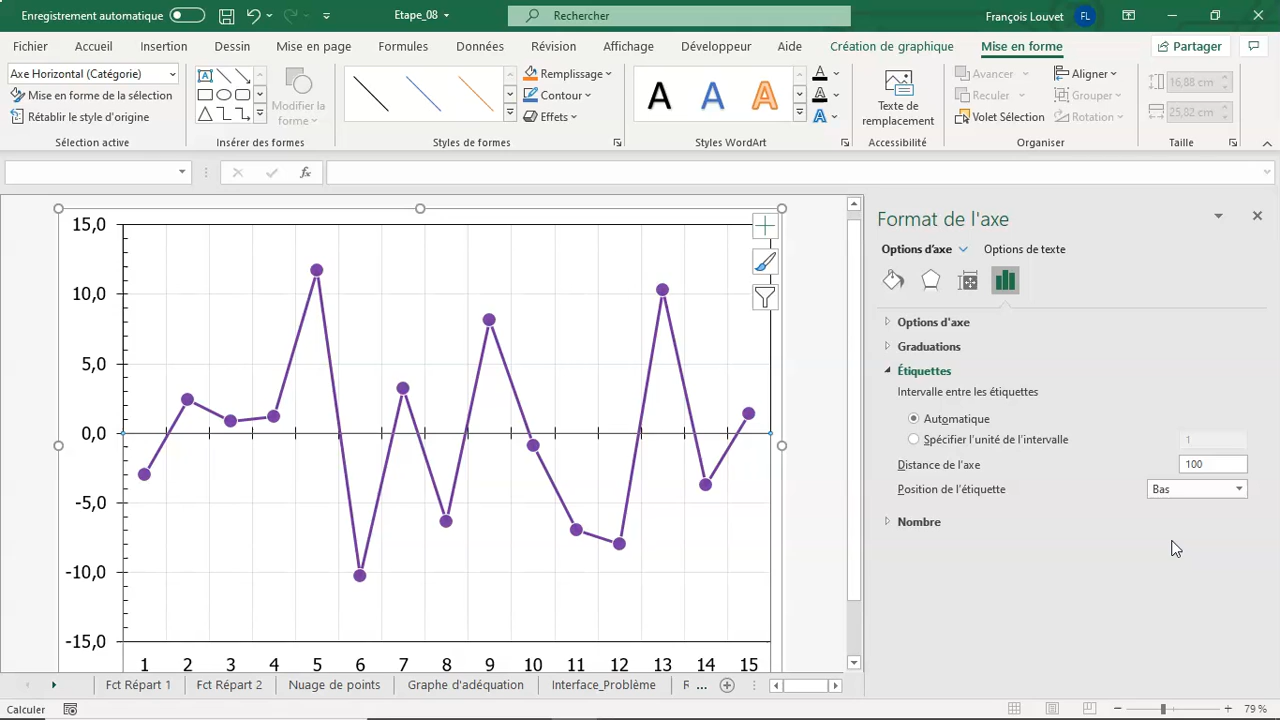 Enregistrement automatique
Etape_08
Rechercher
François Louvet
FL
Fichier Accueil Insertion Dessin Mise en page Formules Données Révision Affichage Développeur Aide Création de graphique Mise en forme Partager
Axe Horizontal (Catégorie)
Mise en forme de la sélection
Rétablir le style d'origine
Sélection active
Modifier la forme
Insérer des formes
Remplissage
Contour
Effets
Styles de formes
A A A
A
A
A
Styles WordArt
Texte de remplacement
Accessibilité
Avancer
Reculer
Volet Sélection
Aligner
Grouper
Rotation
Organiser
16,88 cm
25,82 cm
Taille
fx
15,0
10,0
5,0
0,0
-5,0
-10,0
-15,0
1 2 3 4 5 6 7 8 9 10 11 12 13 14 15
Format de l'axe
Options d'axe Options de texte
Options d'axe
Graduations
Étiquettes
Intervalle entre les étiquettes
Automatique
Spécifier l'unité de l'intervalle 1
Distance de l'axe 100
Position de l'étiquette Bas
Nombre
Fct Répart 1 Fct Répart 2 Nuage de points Graphe d'adéquation Interface_Problème R ...
Calculer
79 %